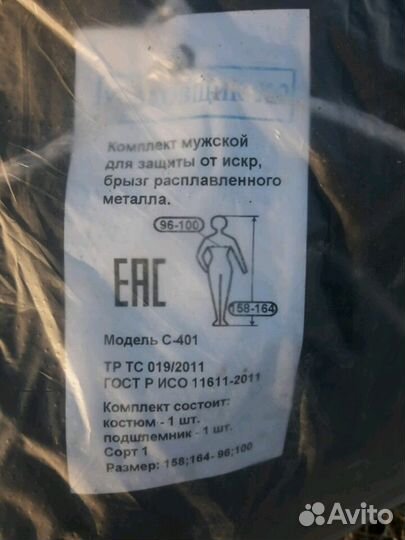 Комплект мужской
для защиты от искр,
брызг расплавленного
металла.
96-100
158-164
ЕАС
Модель С-401
ТР ТС 019/2011
ГОСТ Р ИСО 11611-2011
Комплект состоит:
костюм - 1 шт.
подшлемник - 1 шт.
Сорт 1
Размер: 158;164- 96;100
Avito